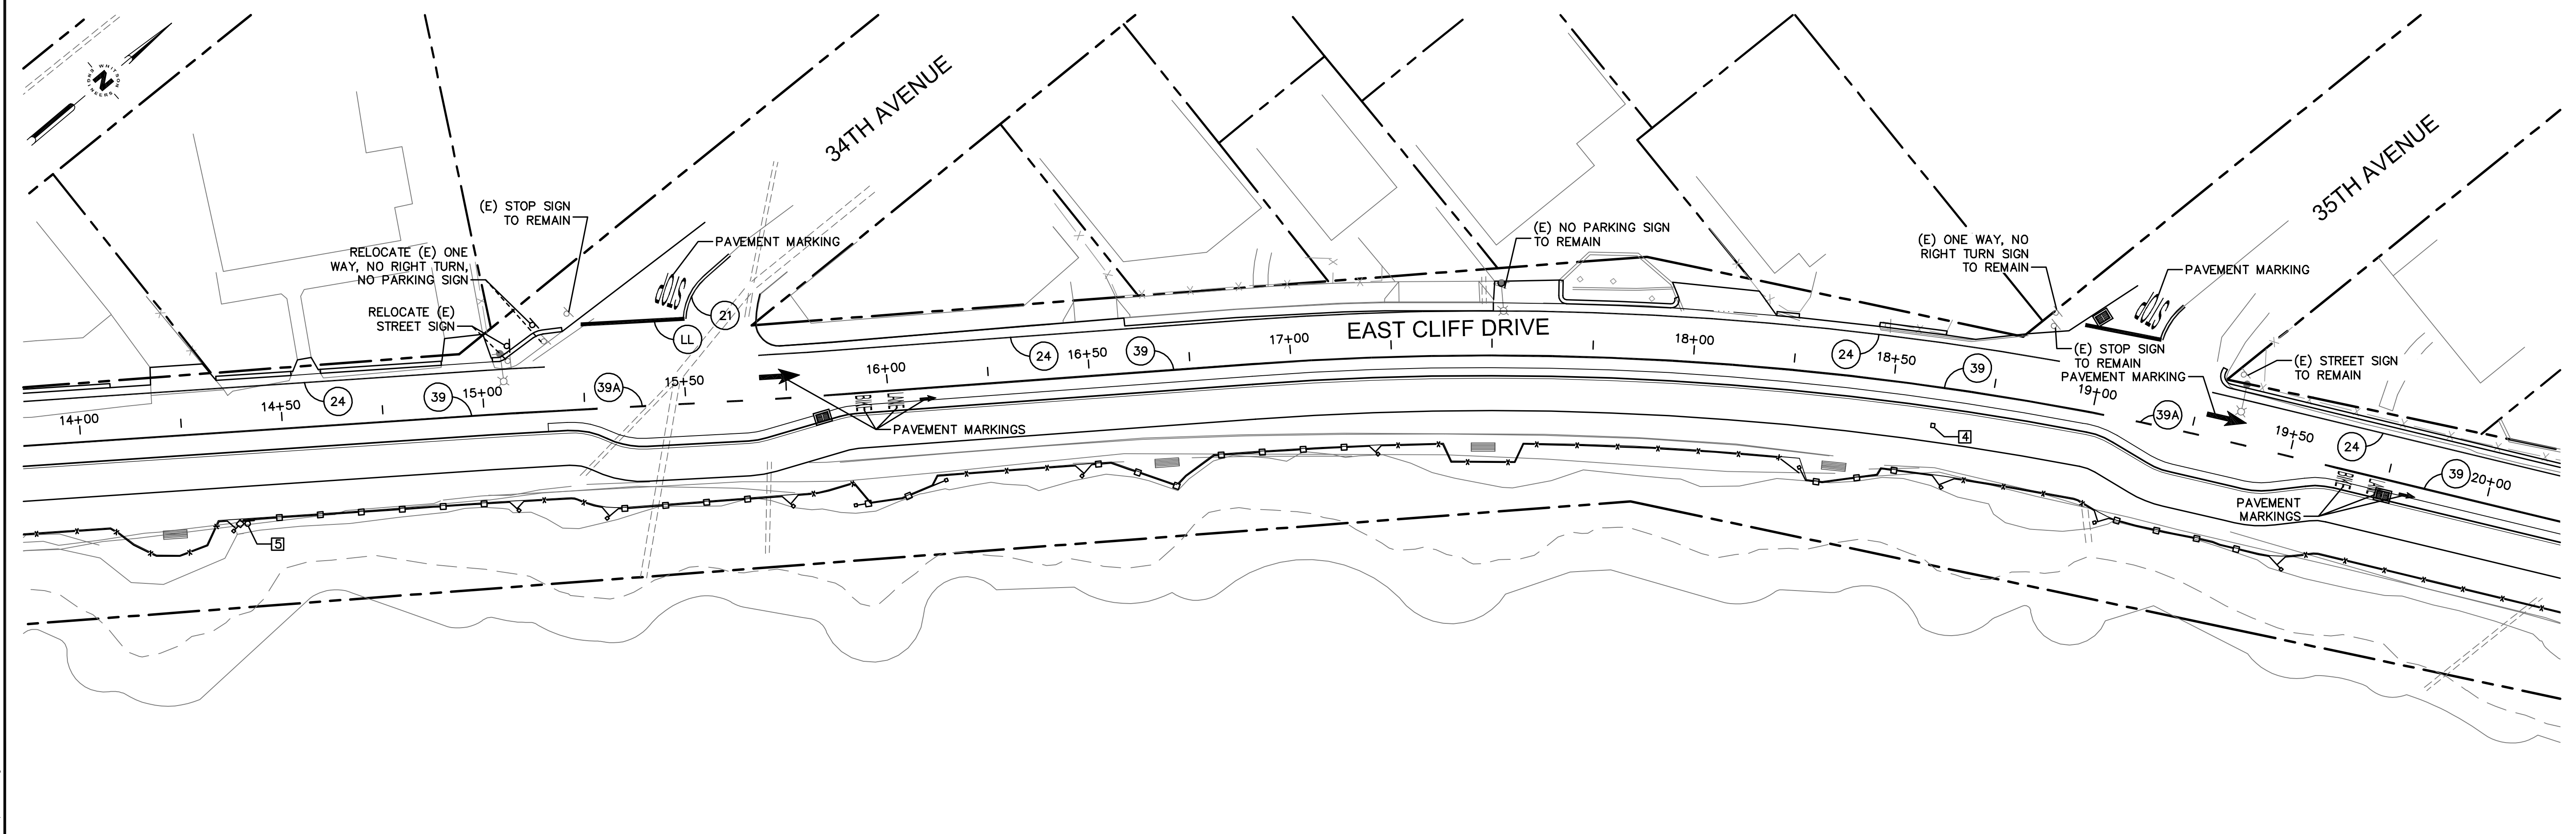 WHITSON
ENGINEERS
N
34TH AVENUE
35TH AVENUE
(E) STOP SIGN
TO REMAIN
PAVEMENT MARKING
RELOCATE (E) ONE
WAY, NO RIGHT TURN,
NO PARKING SIGN
RELOCATE (E)
STREET SIGN
STOP
21
LL
(E) NO PARKING SIGN
TO REMAIN
(E) ONE WAY, NO
RIGHT TURN SIGN
TO REMAIN
PAVEMENT MARKING
STOP
(E) STOP SIGN
TO REMAIN
PAVEMENT MARKING
(E) STREET SIGN
TO REMAIN
EAST CLIFF DRIVE
14+00
14+50
24
39
15+00
39A
15+50
16+00
24
16+50
39
17+00
18+00
24
18+50
39
19+00
39A
19+50
24
39
20+00
BIKE
LANE
PAVEMENT MARKINGS
4
5
BIKE
LANE
PAVEMENT
MARKINGS